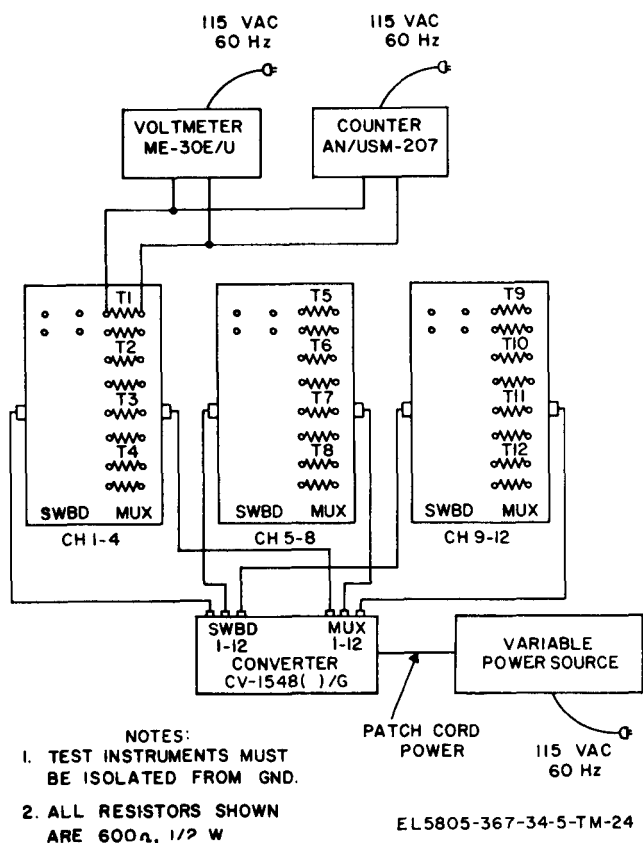 115 VAC
60 Hz
115 VAC
60 Hz
VOLTMETER
ME-30E/U
COUNTER
AN/USM-207
T1
T2
T3
T4
SWBD MUX
CH 1-4
T5
T6
T7
T8
SWBD MUX
CH 5-8
T9
T10
T11
T12
SWBD MUX
CH 9-12
SWBD MUX
1-12 1-12
CONVERTER
CV-1548( )/G
VARIABLE
POWER SOURCE
PATCH CORD
POWER
115 VAC
60 Hz
NOTES:
1. TEST INSTRUMENTS MUST
BE ISOLATED FROM GND.
2. ALL RESISTORS SHOWN
ARE 600Ω, 1/2 W
EL5805-367-34-5-TM-24